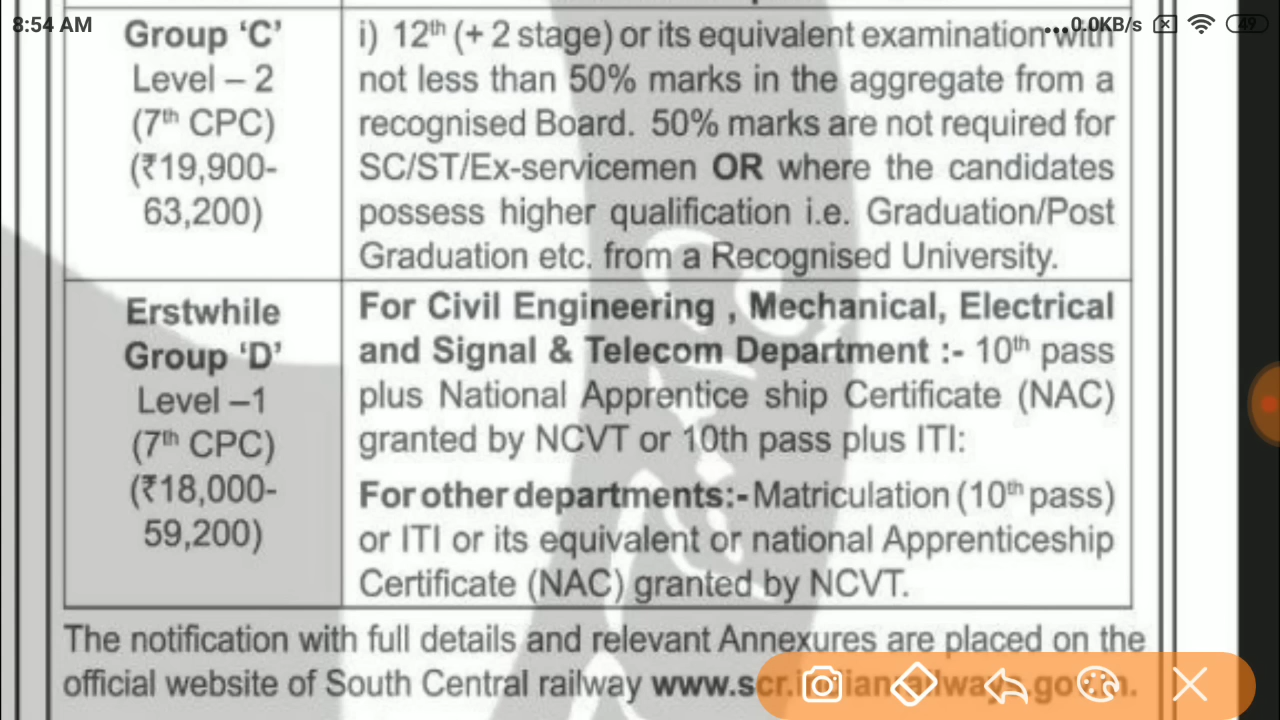 8:54 AM
...0.0KB/s
49
Group ‘C’
Level – 2
(7th CPC)
(₹19,900-
63,200)
i) 12th (+ 2 stage) or its equivalent examination with
not less than 50% marks in the aggregate from a
recognised Board. 50% marks are not required for
SC/ST/Ex-servicemen OR where the candidates
possess higher qualification i.e. Graduation/Post
Graduation etc. from a Recognised University.
Erstwhile
Group ‘D’
Level –1
(7th CPC)
(₹18,000-
59,200)
For Civil Engineering , Mechanical, Electrical
and Signal & Telecom Department :- 10th pass
plus National Apprentice ship Certificate (NAC)
granted by NCVT or 10th pass plus ITI:
For other departments:- Matriculation (10th pass)
or ITI or its equivalent or national Apprenticeship
Certificate (NAC) granted by NCVT.
The notification with full details and relevant Annexures are placed on the
official website of South Central railway www.scr.indianrailways.gov.in.